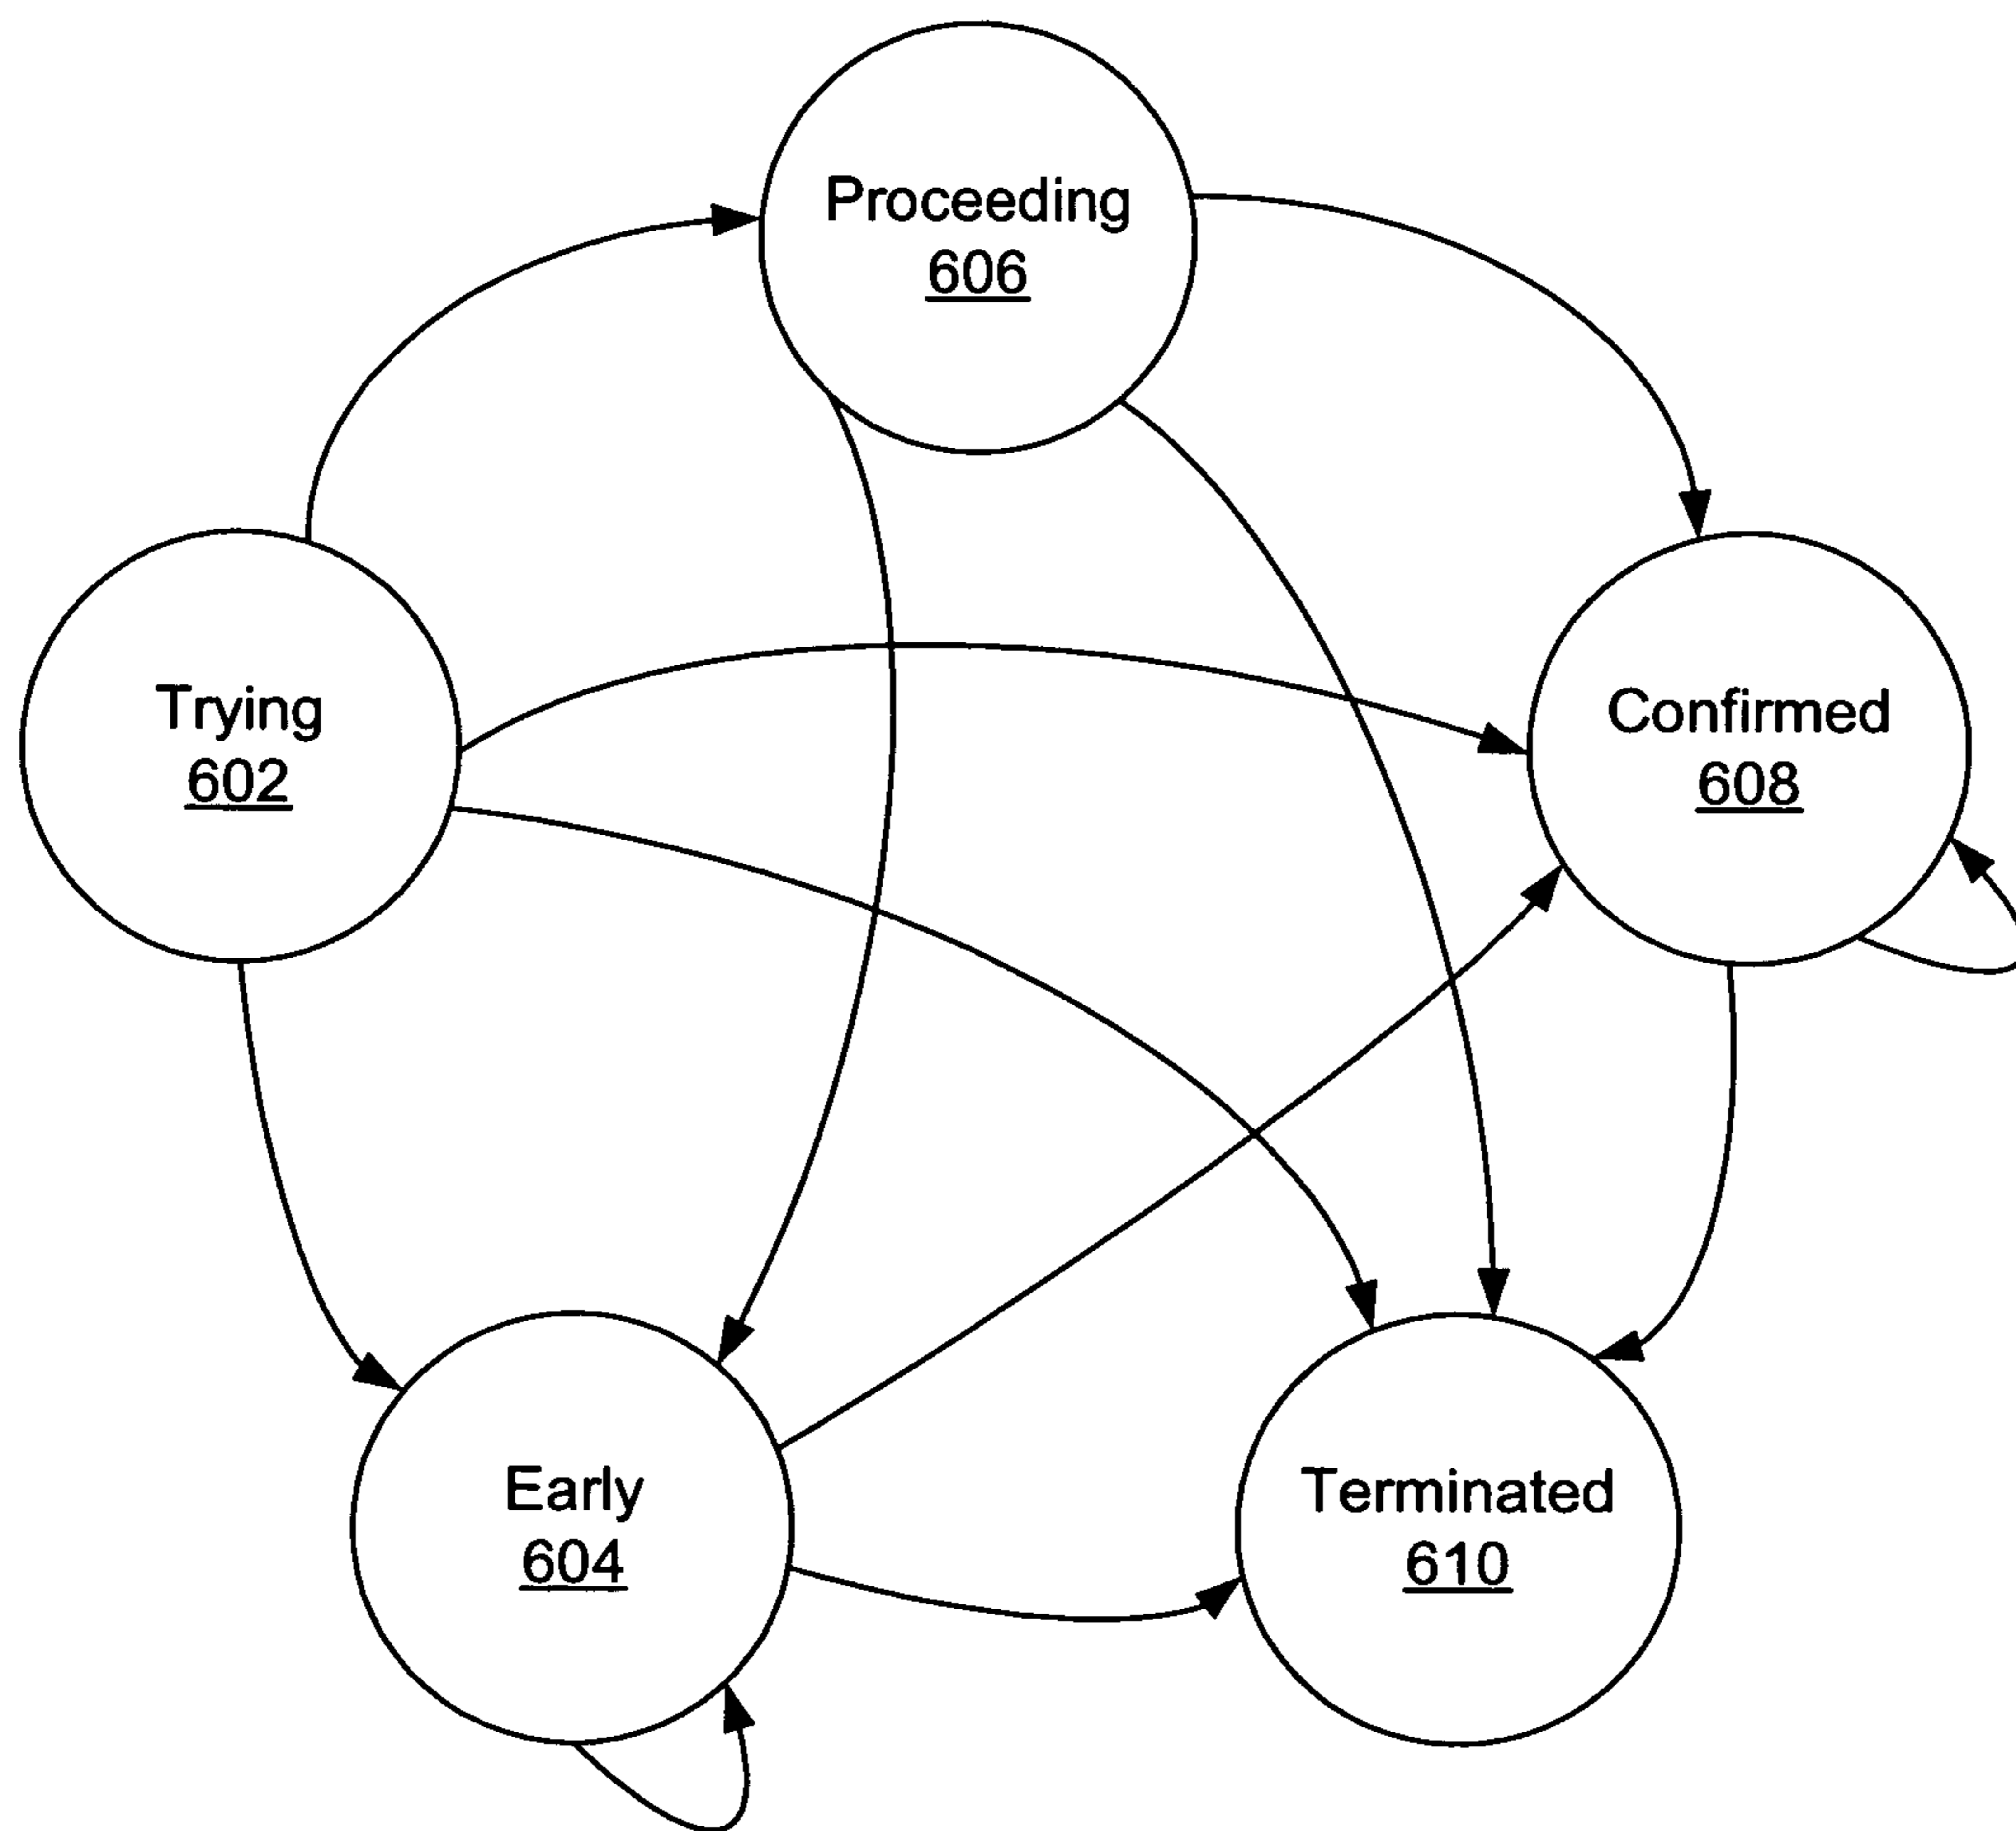 Proceeding
606
Trying
602
Confirmed
608
Early
604
Terminated
610